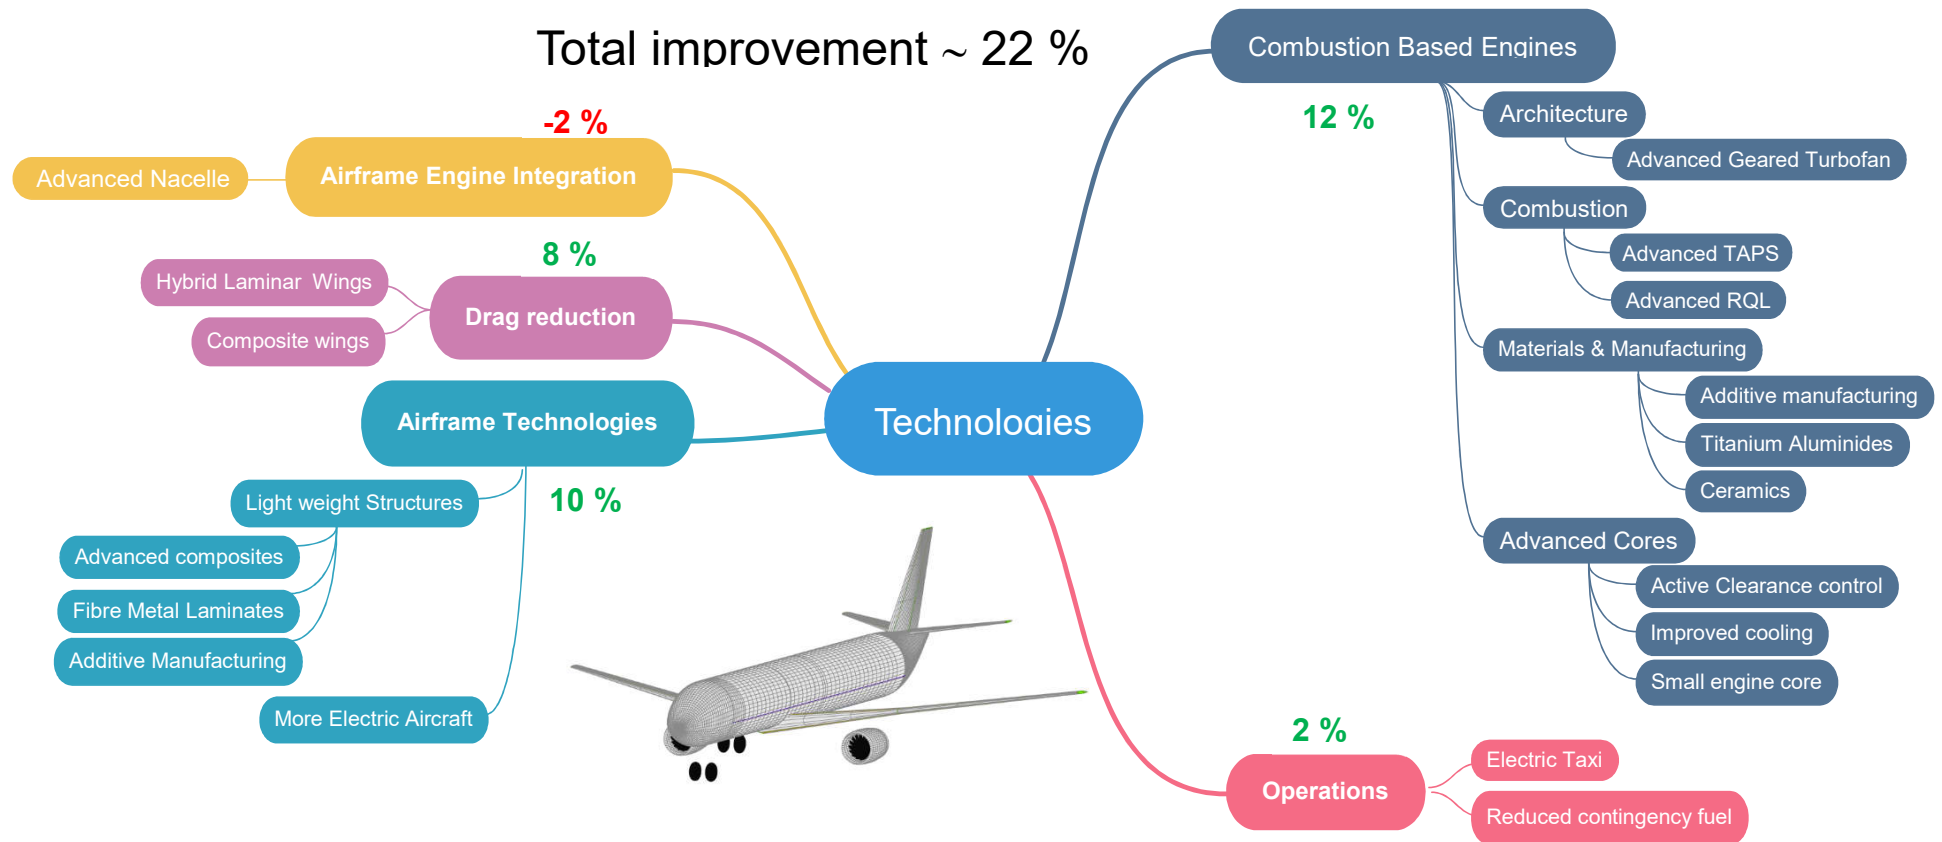 Total improvement ~ 22 %
Combustion Based Engines
12 %
Architecture
Advanced Geared Turbofan
Combustion
Advanced TAPS
Advanced RQL
Materials & Manufacturing
Additive manufacturing
Titanium Aluminides
Ceramics
Advanced Cores
Active Clearance control
Improved cooling
Small engine core
-2 %
Airframe Engine Integration
Advanced Nacelle
8 %
Drag reduction
Hybrid Laminar Wings
Composite wings
Technologies
Airframe Technologies
10 %
Light weight Structures
Advanced composites
Fibre Metal Laminates
Additive Manufacturing
More Electric Aircraft
2 %
Operations
Electric Taxi
Reduced contingency fuel